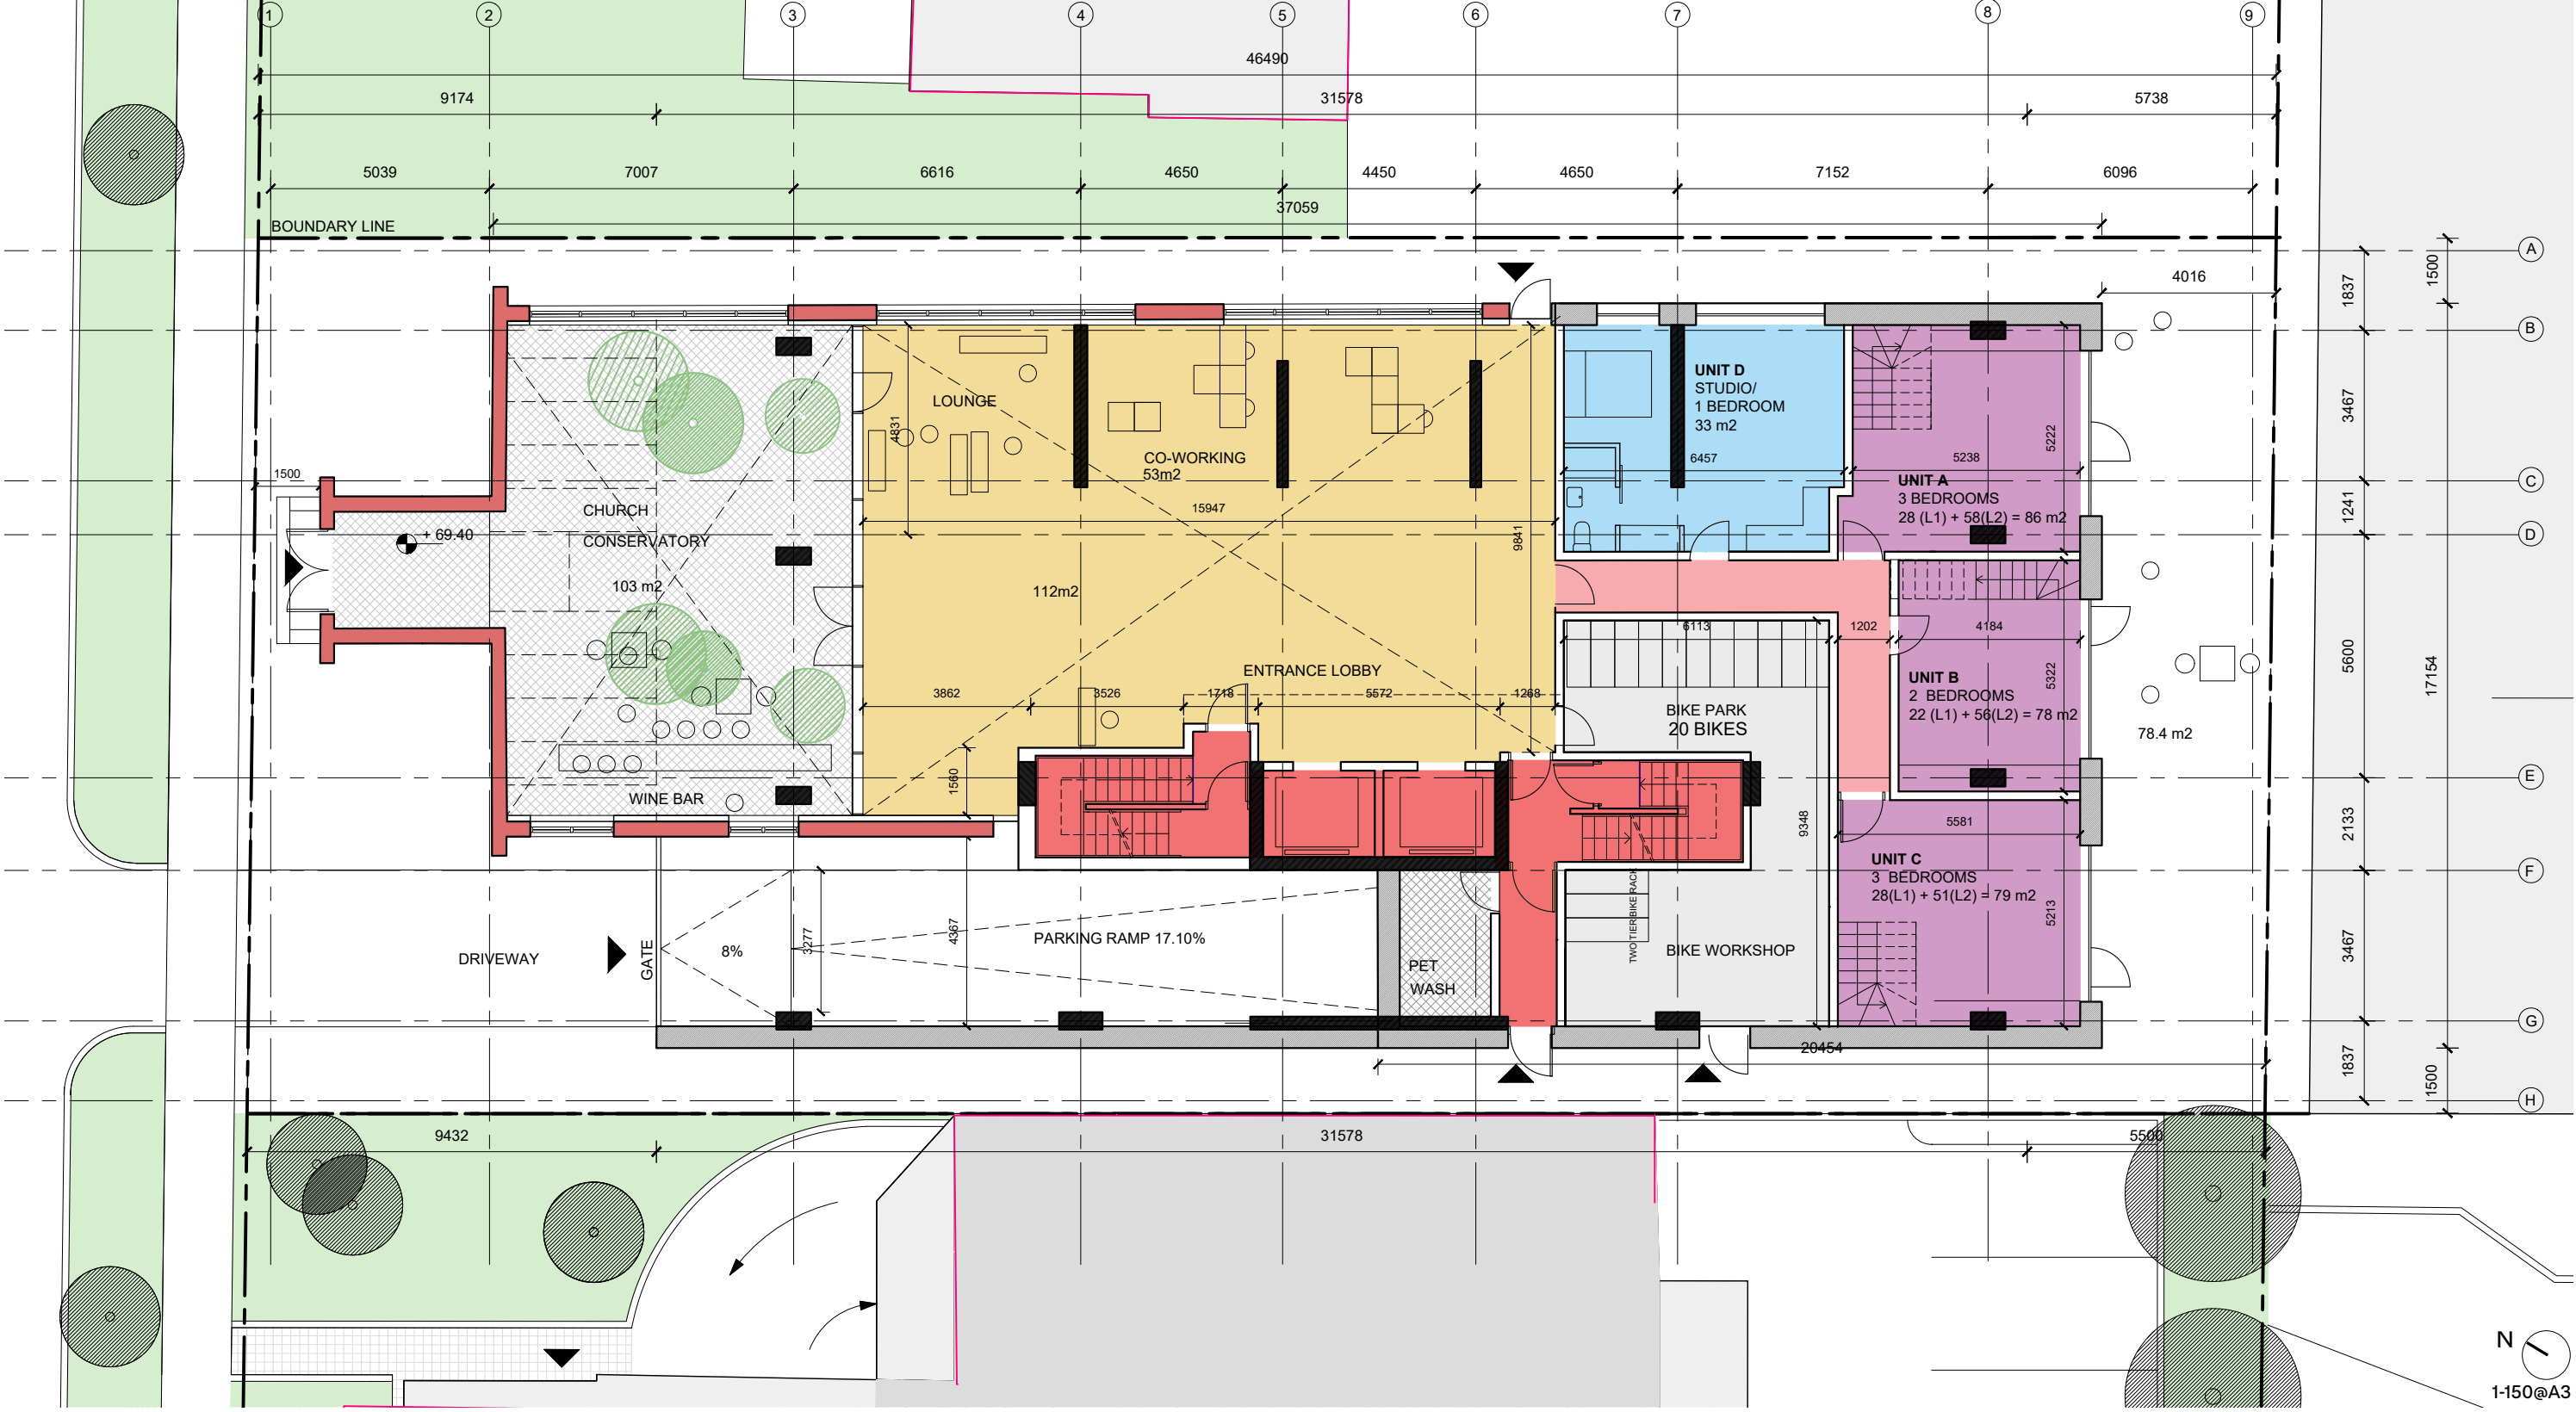 1 2 3 4 5 6 7 8 9
46490
9174 31578 5738
5039 7007 6616 4650 4450 4650 7152 6096
37059
BOUNDARY LINE
A
1500
1837
4016
B
3467
UNIT D
STUDIO/
1 BEDROOM
33 m2
6457
LOUNGE
4831
CO-WORKING
53m2
15947
9841
5222
5238
UNIT A
3 BEDROOMS
28 (L1) + 58(L2) = 86 m2
1500
C
1241
D
CHURCH
CONSERVATORY
103 m2
+ 69.40
112m2
ENTRANCE LOBBY
3862 3526 1718 5572 1268
6113 1202 4184
5322
5600
17154
UNIT B
2 BEDROOMS
22 (L1) + 56(L2) = 78 m2
78.4 m2
BIKE PARK
20 BIKES
WINE BAR
1560
E
2133
9348
5581
UNIT C
3 BEDROOMS
28(L1) + 51(L2) = 79 m2
5213
F
3467
DRIVEWAY
GATE
8%
3277
4367
PARKING RAMP 17.10%
PET
WASH
TWO TIER BIKE RACK
BIKE WORKSHOP
G
1837
1500
20454
H
9432 31578 5500
N
1-150@A3